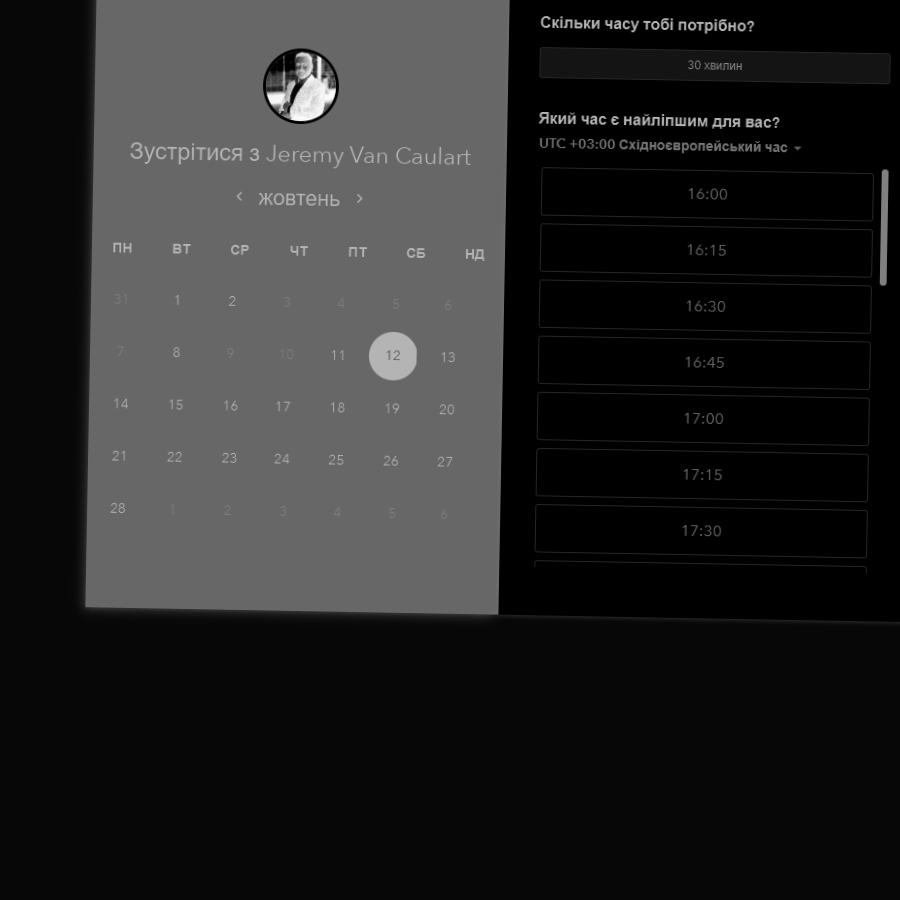 Зустрітися з Jeremy Van Caulart
‹ жовтень ›
ПН ВТ СР ЧТ ПТ СБ НД
31 1 2 3 4 5 6
7 8 9 10 11 12 13
14 15 16 17 18 19 20
21 22 23 24 25 26 27
28 1 2 3 4 5 6
Скільки часу тобі потрібно?
30 хвилин
Який час є найліпшим для вас?
UTC +03:00 Східноєвропейський час
16:00
16:15
16:30
16:45
17:00
17:15
17:30